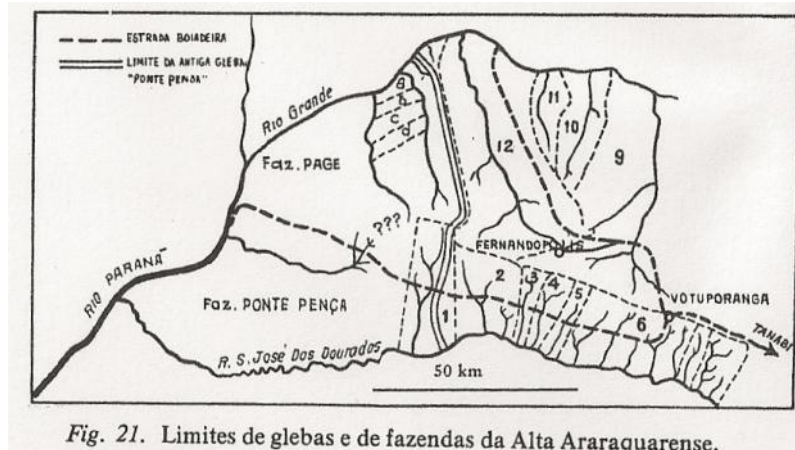 ESTRADA BOIADEIRA
LIMITE DA ANTIGA GLEBA
"PONTE PENÇA"
Rio Grande
a
b
c
d
11
10
12
9
Faz. PAGE
???
FERNANDOPOLIS
RIO PARANÁ
2
3
4
5
VOTUPORANGA
Faz. PONTE PENÇA
1
6
TANABI
R. S. José Dos Dourados
50 km
Fig. 21. Limites de glebas e de fazendas da Alta Araraquarense.